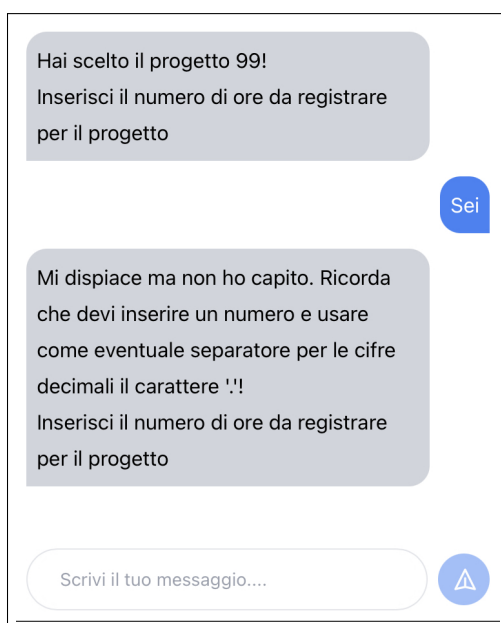 Hai scelto il progetto 99!
Inserisci il numero di ore da registrare
per il progetto
Sei
Mi dispiace ma non ho capito. Ricorda
che devi inserire un numero e usare
come eventuale separatore per le cifre
decimali il carattere '.'!
Inserisci il numero di ore da registrare
per il progetto
Scrivi il tuo messaggio....